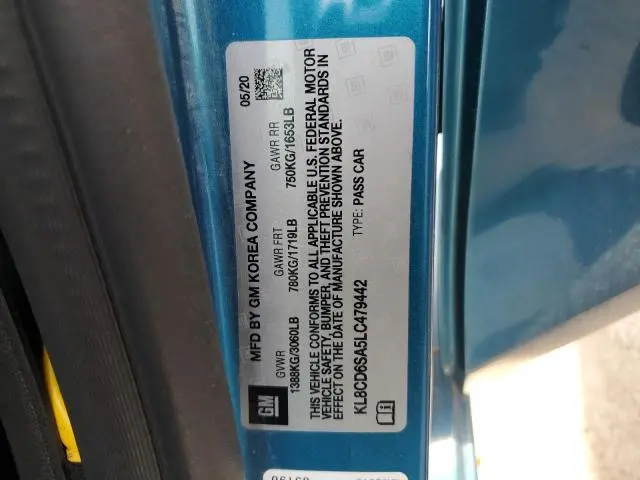 MFD BY GM KOREA COMPANY 05/20
GVWR GAWR FRT GAWR RR
1388KG/3060LB 780KG/1719LB 750KG/1653LB
THIS VEHICLE CONFORMS TO ALL APPLICABLE U.S. FEDERAL MOTOR
VEHICLE SAFETY, BUMPER, AND THEFT PREVENTION STANDARDS IN
EFFECT ON THE DATE OF MANUFACTURE SHOWN ABOVE.
KL8CD6SA5LC479442 TYPE: PASS CAR
GM